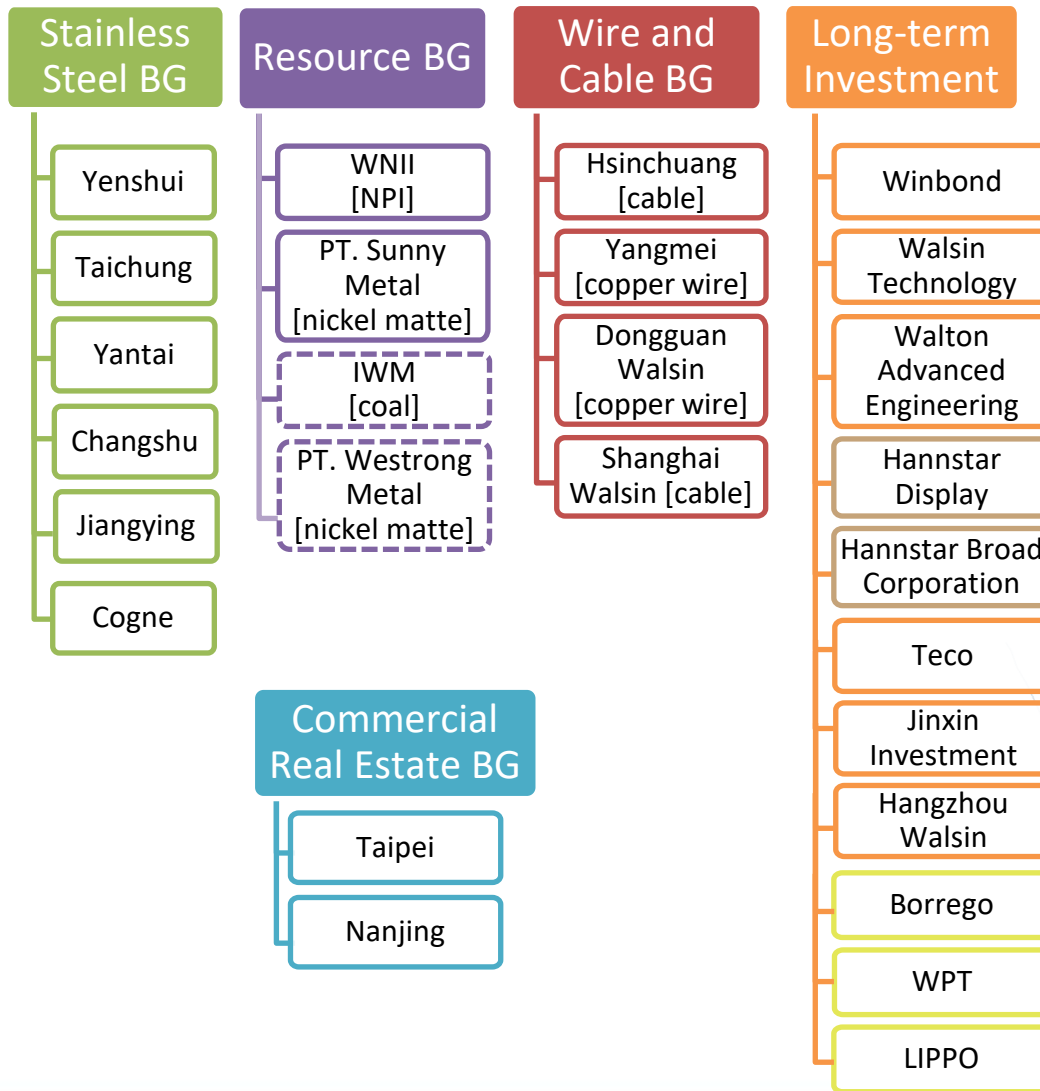 Stainless
Steel BG
Yenshui
Taichung
Yantai
Changshu
Jiangying
Cogne
Resource BG
WNII
[NPI]
PT. Sunny
Metal
[nickel matte]
IWM
[coal]
PT. Westrong
Metal
[nickel matte]
Commercial
Real Estate BG
Taipei
Nanjing
Wire and
Cable BG
Hsinchuang
[cable]
Yangmei
[copper wire]
Dongguan
Walsin
[copper wire]
Shanghai
Walsin [cable]
Long-term
Investment
Winbond
Walsin
Technology
Walton
Advanced
Engineering
Hannstar
Display
Hannstar Broad
Corporation
Teco
Jinxin
Investment
Hangzhou
Walsin
Borrego
WPT
LIPPO